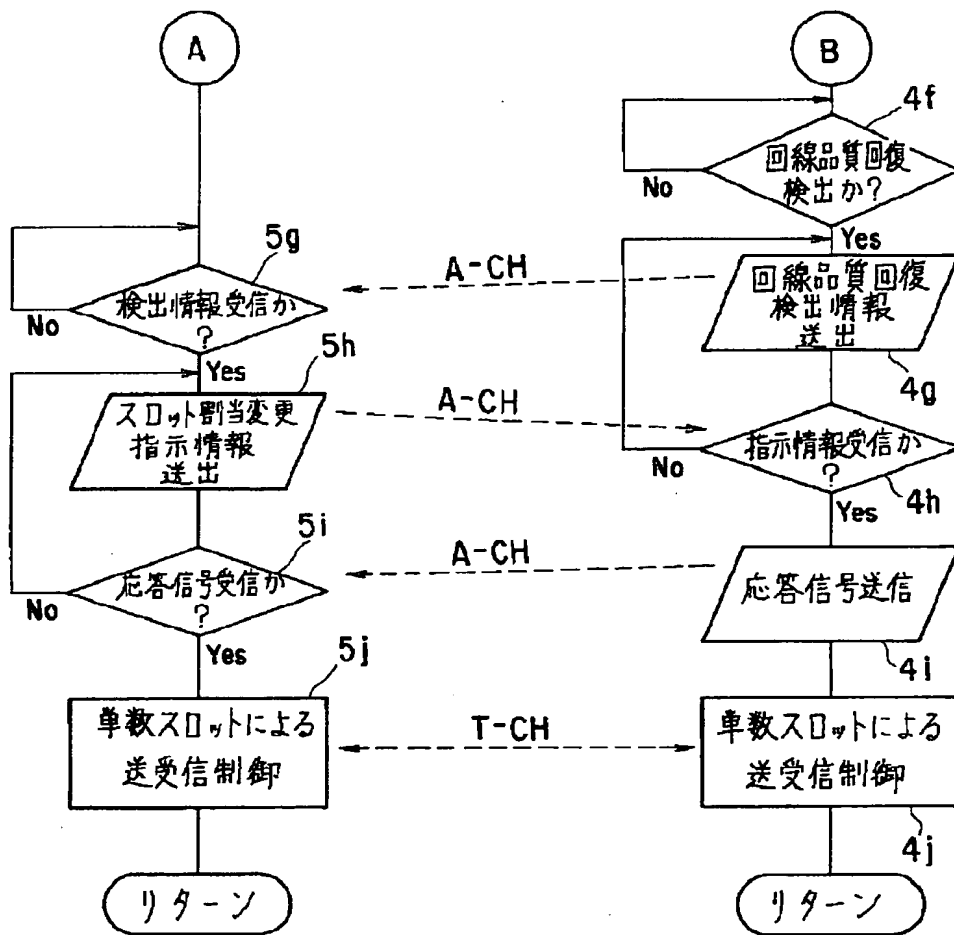 A
B
4f
回線品質回復
検出か?
No
Yes
5g
A-CH
検出情報受信か
?
No
Yes
回線品質回復
検出情報
送出
4g
5h
A-CH
スロット割当変更
指示情報
送出
指示情報受信か
?
No
4h
Yes
5i
A-CH
応答信号受信か
?
No
Yes
応答信号送信
4i
5j
単数スロットによる
送受信制御
T-CH
単数スロットによる
送受信制御
4j
リターン
リターン